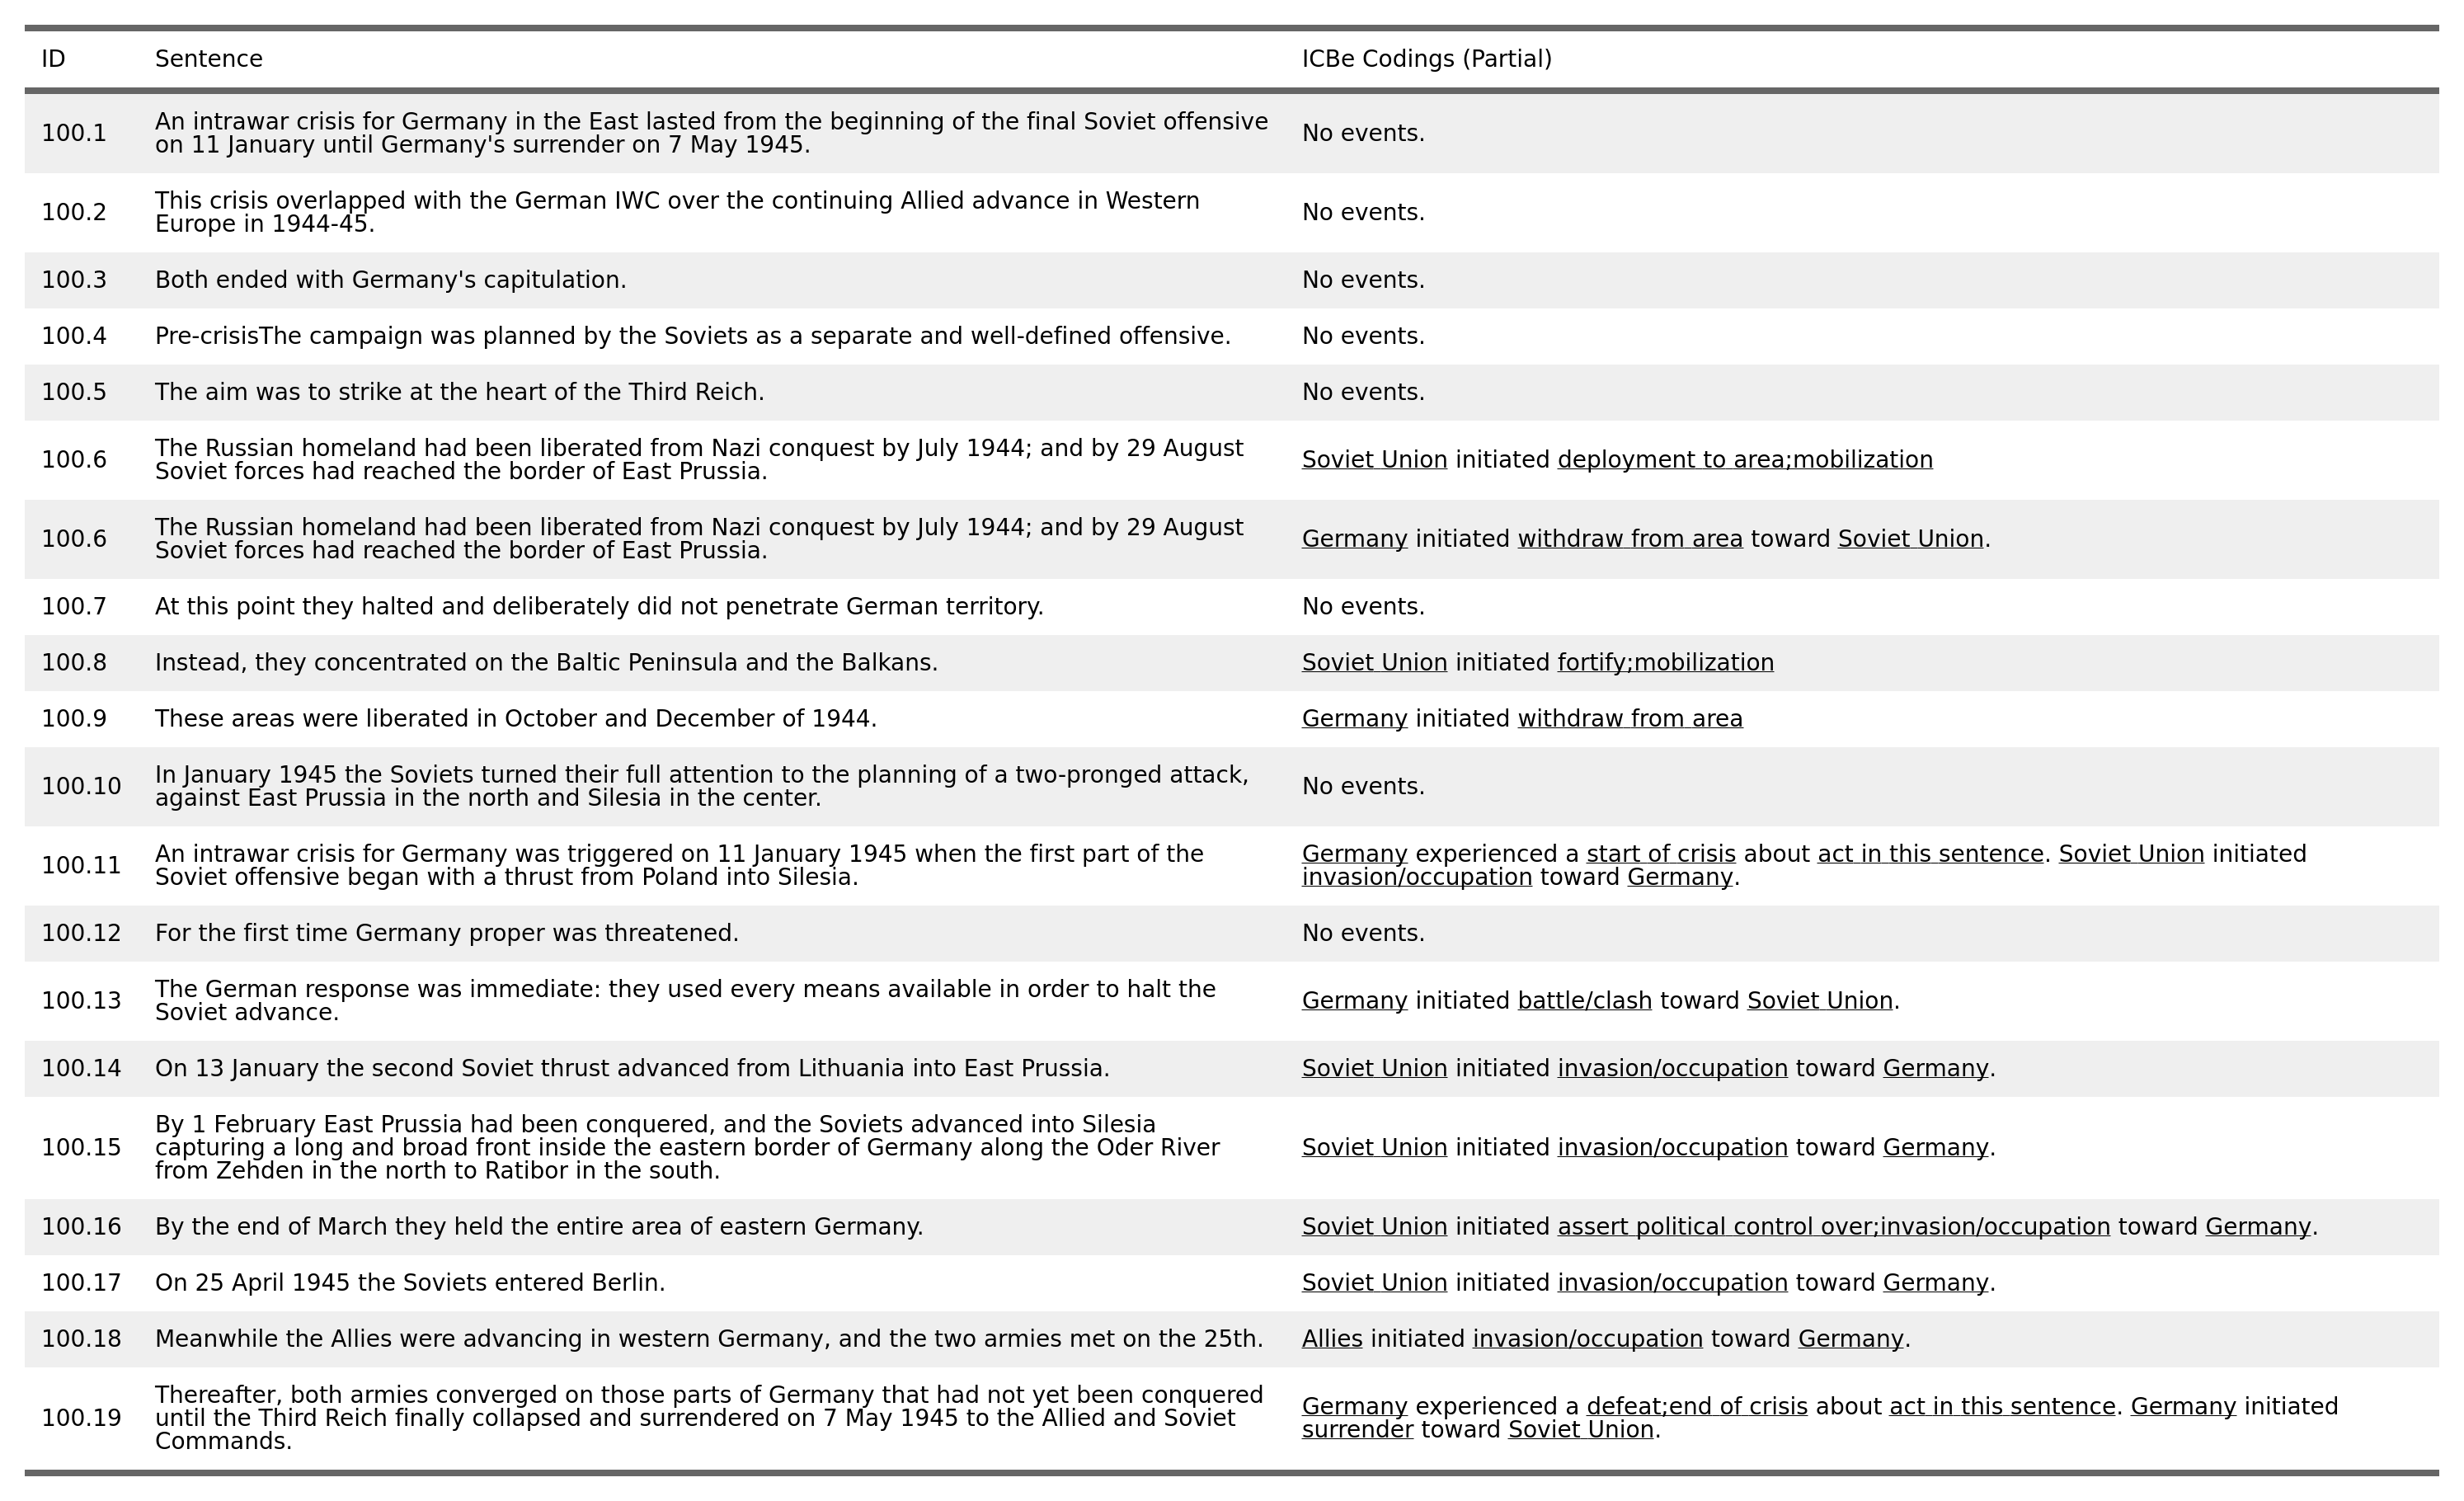 ID Sentence ICBe Codings (Partial)
100.1 An intrawar crisis for Germany in the East lasted from the beginning of the final Soviet offensive
on 11 January until Germany's surrender on 7 May 1945. No events.
100.2 This crisis overlapped with the German IWC over the continuing Allied advance in Western
Europe in 1944-45. No events.
100.3 Both ended with Germany's capitulation. No events.
100.4 Pre-crisisThe campaign was planned by the Soviets as a separate and well-defined offensive. No events.
100.5 The aim was to strike at the heart of the Third Reich. No events.
100.6 The Russian homeland had been liberated from Nazi conquest by July 1944; and by 29 August
Soviet forces had reached the border of East Prussia. Soviet Union initiated deployment to area;mobilization
100.6 The Russian homeland had been liberated from Nazi conquest by July 1944; and by 29 August
Soviet forces had reached the border of East Prussia. Germany initiated withdraw from area toward Soviet Union.
100.7 At this point they halted and deliberately did not penetrate German territory. No events.
100.8 Instead, they concentrated on the Baltic Peninsula and the Balkans. Soviet Union initiated fortify;mobilization
100.9 These areas were liberated in October and December of 1944. Germany initiated withdraw from area
100.10 In January 1945 the Soviets turned their full attention to the planning of a two-pronged attack,
against East Prussia in the north and Silesia in the center. No events.
100.11 An intrawar crisis for Germany was triggered on 11 January 1945 when the first part of the
Soviet offensive began with a thrust from Poland into Silesia. Germany experienced a start of crisis about act in this sentence. Soviet Union initiated
invasion/occupation toward Germany.
100.12 For the first time Germany proper was threatened. No events.
100.13 The German response was immediate: they used every means available in order to halt the
Soviet advance. Germany initiated battle/clash toward Soviet Union.
100.14 On 13 January the second Soviet thrust advanced from Lithuania into East Prussia. Soviet Union initiated invasion/occupation toward Germany.
100.15 By 1 February East Prussia had been conquered, and the Soviets advanced into Silesia
capturing a long and broad front inside the eastern border of Germany along the Oder River
from Zehden in the north to Ratibor in the south. Soviet Union initiated invasion/occupation toward Germany.
100.16 By the end of March they held the entire area of eastern Germany. Soviet Union initiated assert political control over;invasion/occupation toward Germany.
100.17 On 25 April 1945 the Soviets entered Berlin. Soviet Union initiated invasion/occupation toward Germany.
100.18 Meanwhile the Allies were advancing in western Germany, and the two armies met on the 25th. Allies initiated invasion/occupation toward Germany.
100.19 Thereafter, both armies converged on those parts of Germany that had not yet been conquered
until the Third Reich finally collapsed and surrendered on 7 May 1945 to the Allied and Soviet
Commands. Germany experienced a defeat;end of crisis about act in this sentence. Germany initiated
surrender toward Soviet Union.